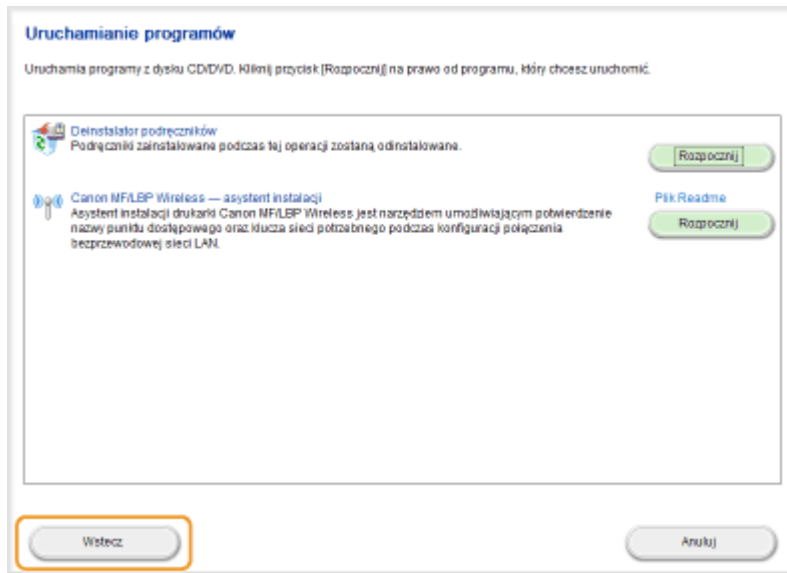 Uruchamianie programów
Uruchamia programy z dysku CD/DVD. Kliknij przycisk [Rozpocznij] na prawo od programu, który chcesz uruchomić.
Deinstalator podręczników
Podręczniki zainstalowane podczas tej operacji zostaną odinstalowane.
Rozpocznij
Canon MF/LBP Wireless — asystent instalacji
Plik Readme
Asystent instalacji drukarki Canon MF/LBP Wireless jest narzędziem umożliwiającym potwierdzenie
nazwy punktu dostępowego oraz klucza sieci potrzebnego podczas konfiguracji połączenia
bezprzewodowej sieci LAN.
Rozpocznij
Wstecz
Anuluj